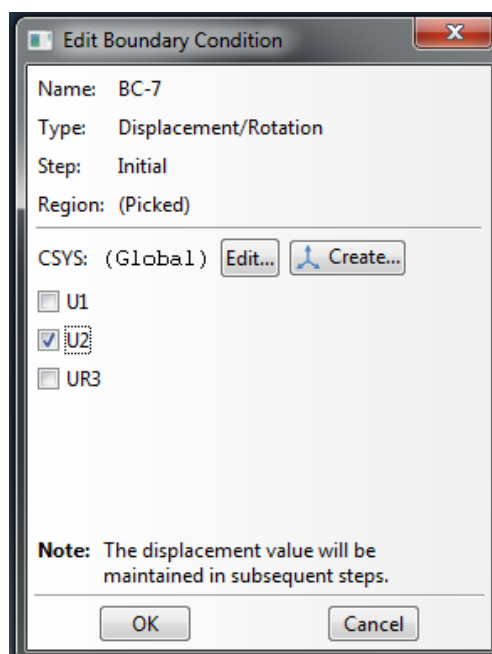 Edit Boundary Condition
Name: BC-7
Type: Displacement/Rotation
Step: Initial
Region: (Picked)
CSYS: (Global) Edit... Create...
U1
U2
UR3
Note: The displacement value will be
maintained in subsequent steps.
OK Cancel